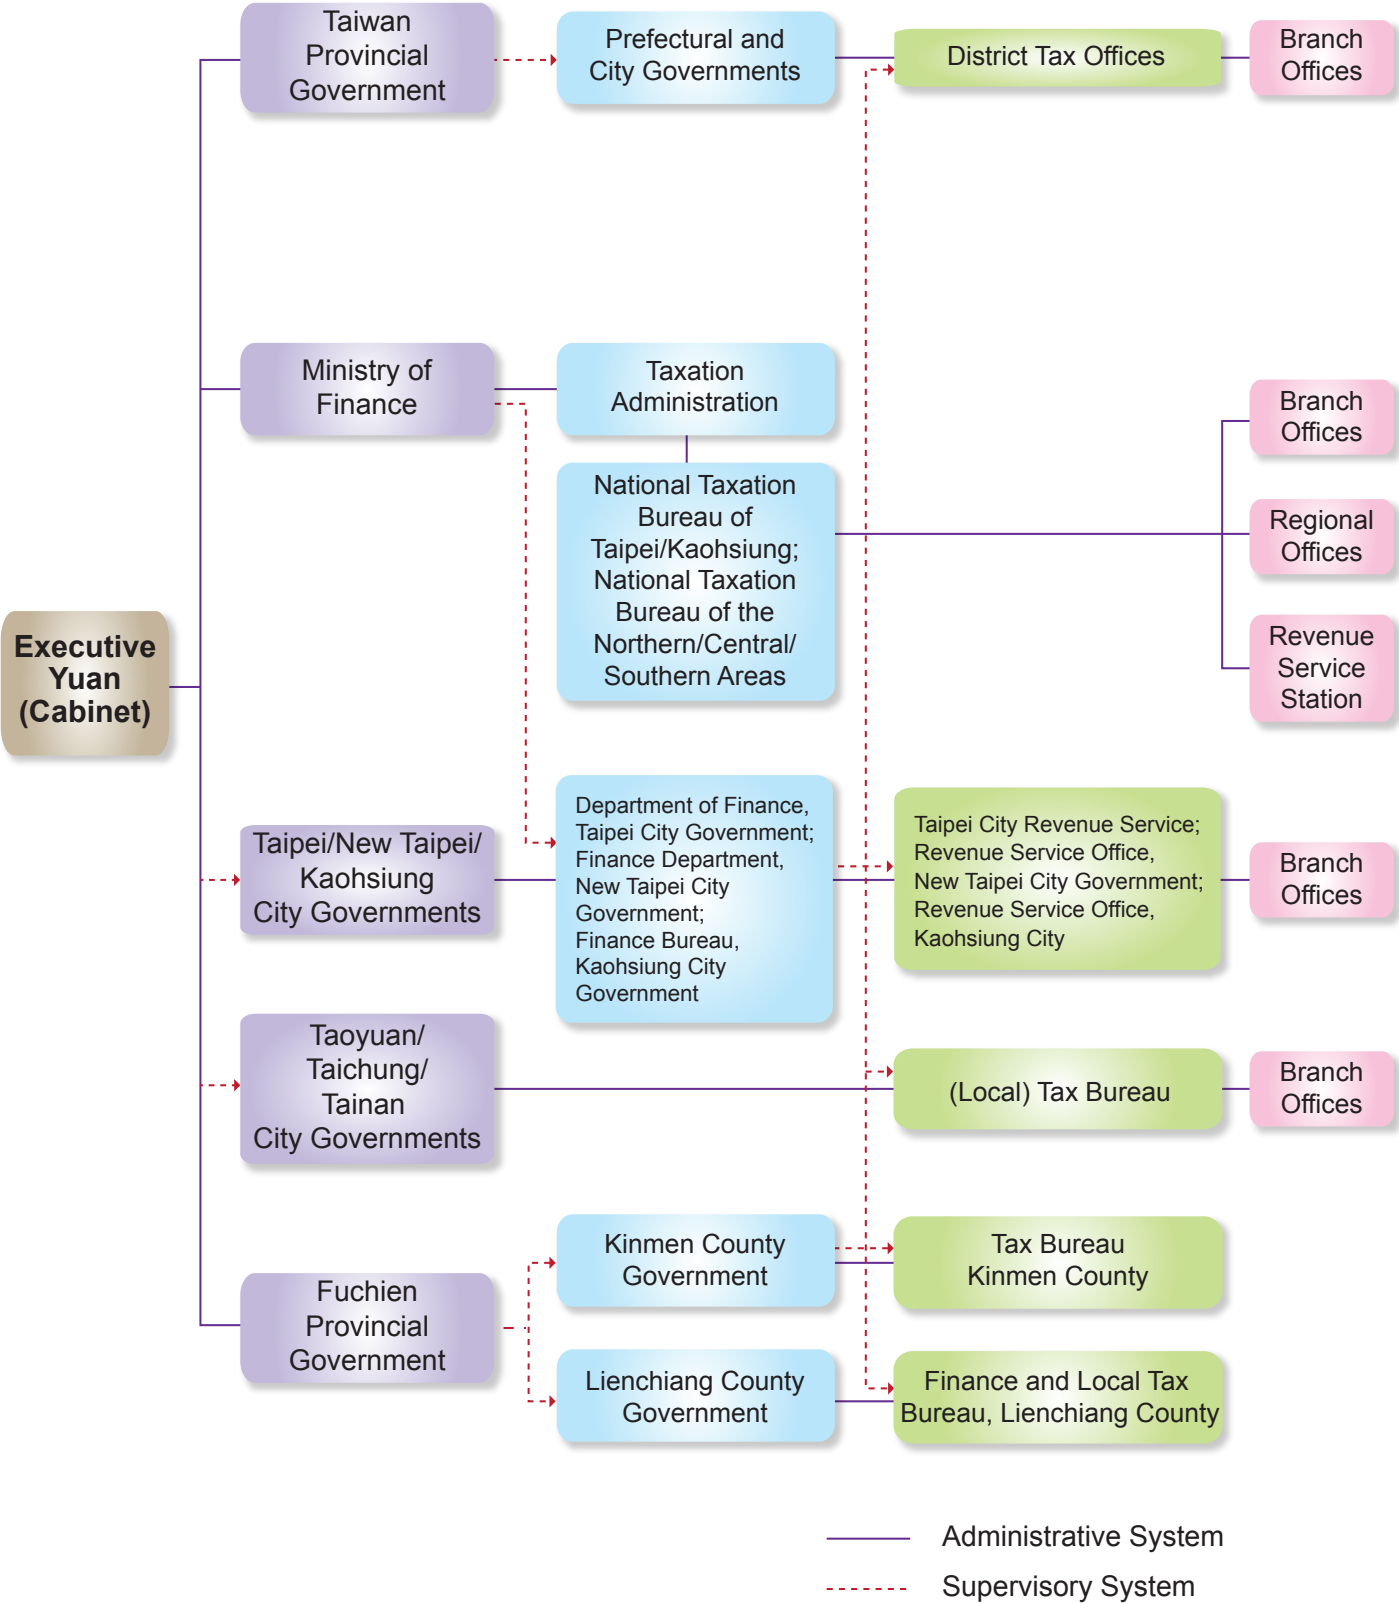 Taiwan
Provincial
Government
Prefectural and
City Governments
District Tax Offices
Branch
Offices
Ministry of
Finance
Taxation
Administration
National Taxation
Bureau of
Taipei/Kaohsiung;
National Taxation
Bureau of the
Northern/Central/
Southern Areas
Branch
Offices
Regional
Offices
Revenue
Service
Station
Executive
Yuan
(Cabinet)
Taipei/New Taipei/
Kaohsiung
City Governments
Department of Finance,
Taipei City Government;
Finance Department,
New Taipei City
Government;
Finance Bureau,
Kaohsiung City
Government
Taipei City Revenue Service;
Revenue Service Office,
New Taipei City Government;
Revenue Service Office,
Kaohsiung City
Branch
Offices
Taoyuan/
Taichung/
Tainan
City Governments
(Local) Tax Bureau
Branch
Offices
Fuchien
Provincial
Government
Kinmen County
Government
Tax Bureau
Kinmen County
Lienchiang County
Government
Finance and Local Tax
Bureau, Lienchiang County
Administrative System
Supervisory System